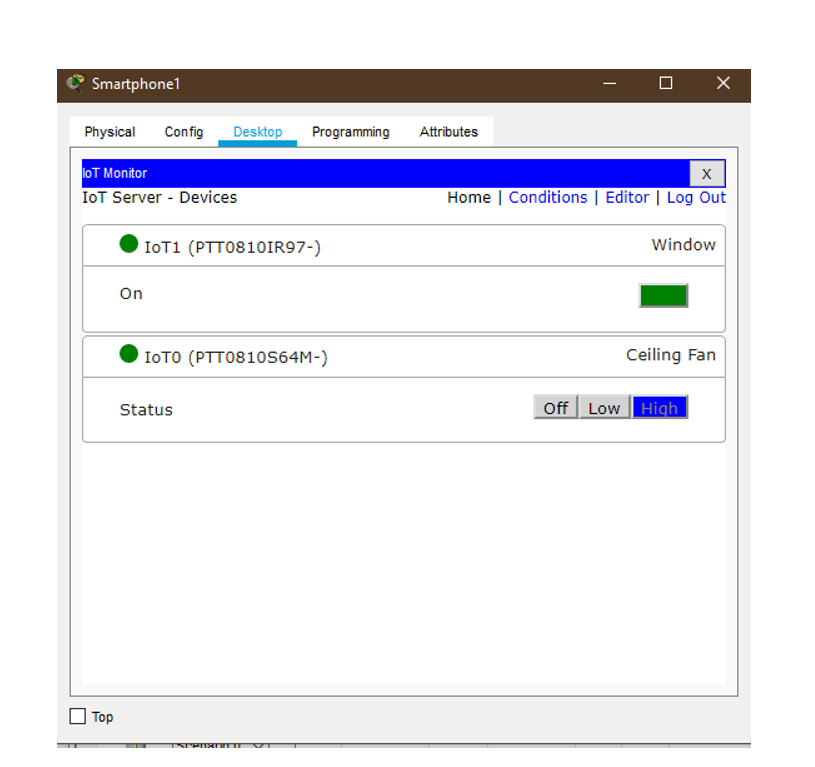 Smartphone1
Physical Config Desktop Programming Attributes
IoT Monitor X
IoT Server - Devices Home | Conditions | Editor | Log Out
IoT1 (PTT0810IR97-) Window
On
IoT0 (PTT0810S64M-) Ceiling Fan
Status Off Low High
Top